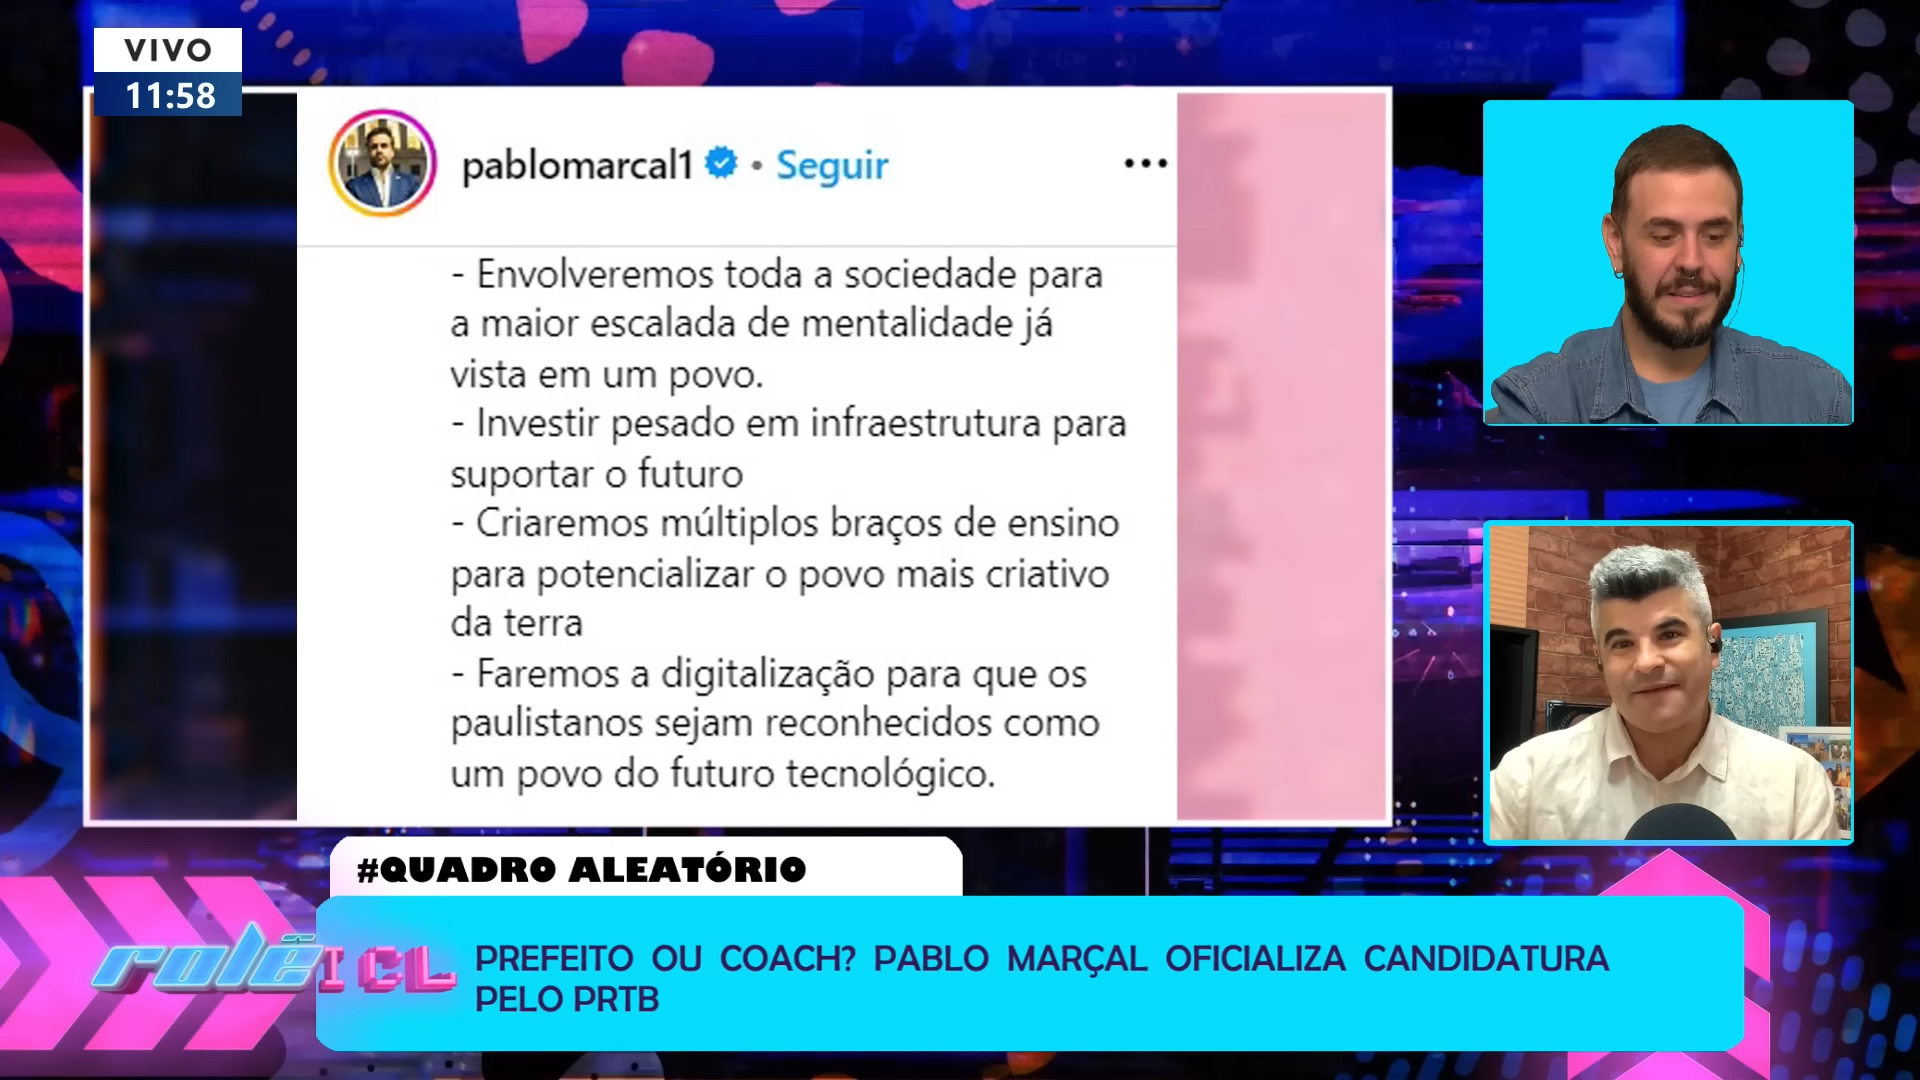 VIVO
11:58
pablomarcal1 • Seguir •••
- Envolveremos toda a sociedade para
a maior escalada de mentalidade já
vista em um povo.
- Investir pesado em infraestrutura para
suportar o futuro
- Criaremos múltiplos braços de ensino
para potencializar o povo mais criativo
da terra
- Faremos a digitalização para que os
paulistanos sejam reconhecidos como
um povo do futuro tecnológico.
#QUADRO ALEATÓRIO
rolê ICL
PREFEITO OU COACH? PABLO MARÇAL OFICIALIZA CANDIDATURA
PELO PRTB